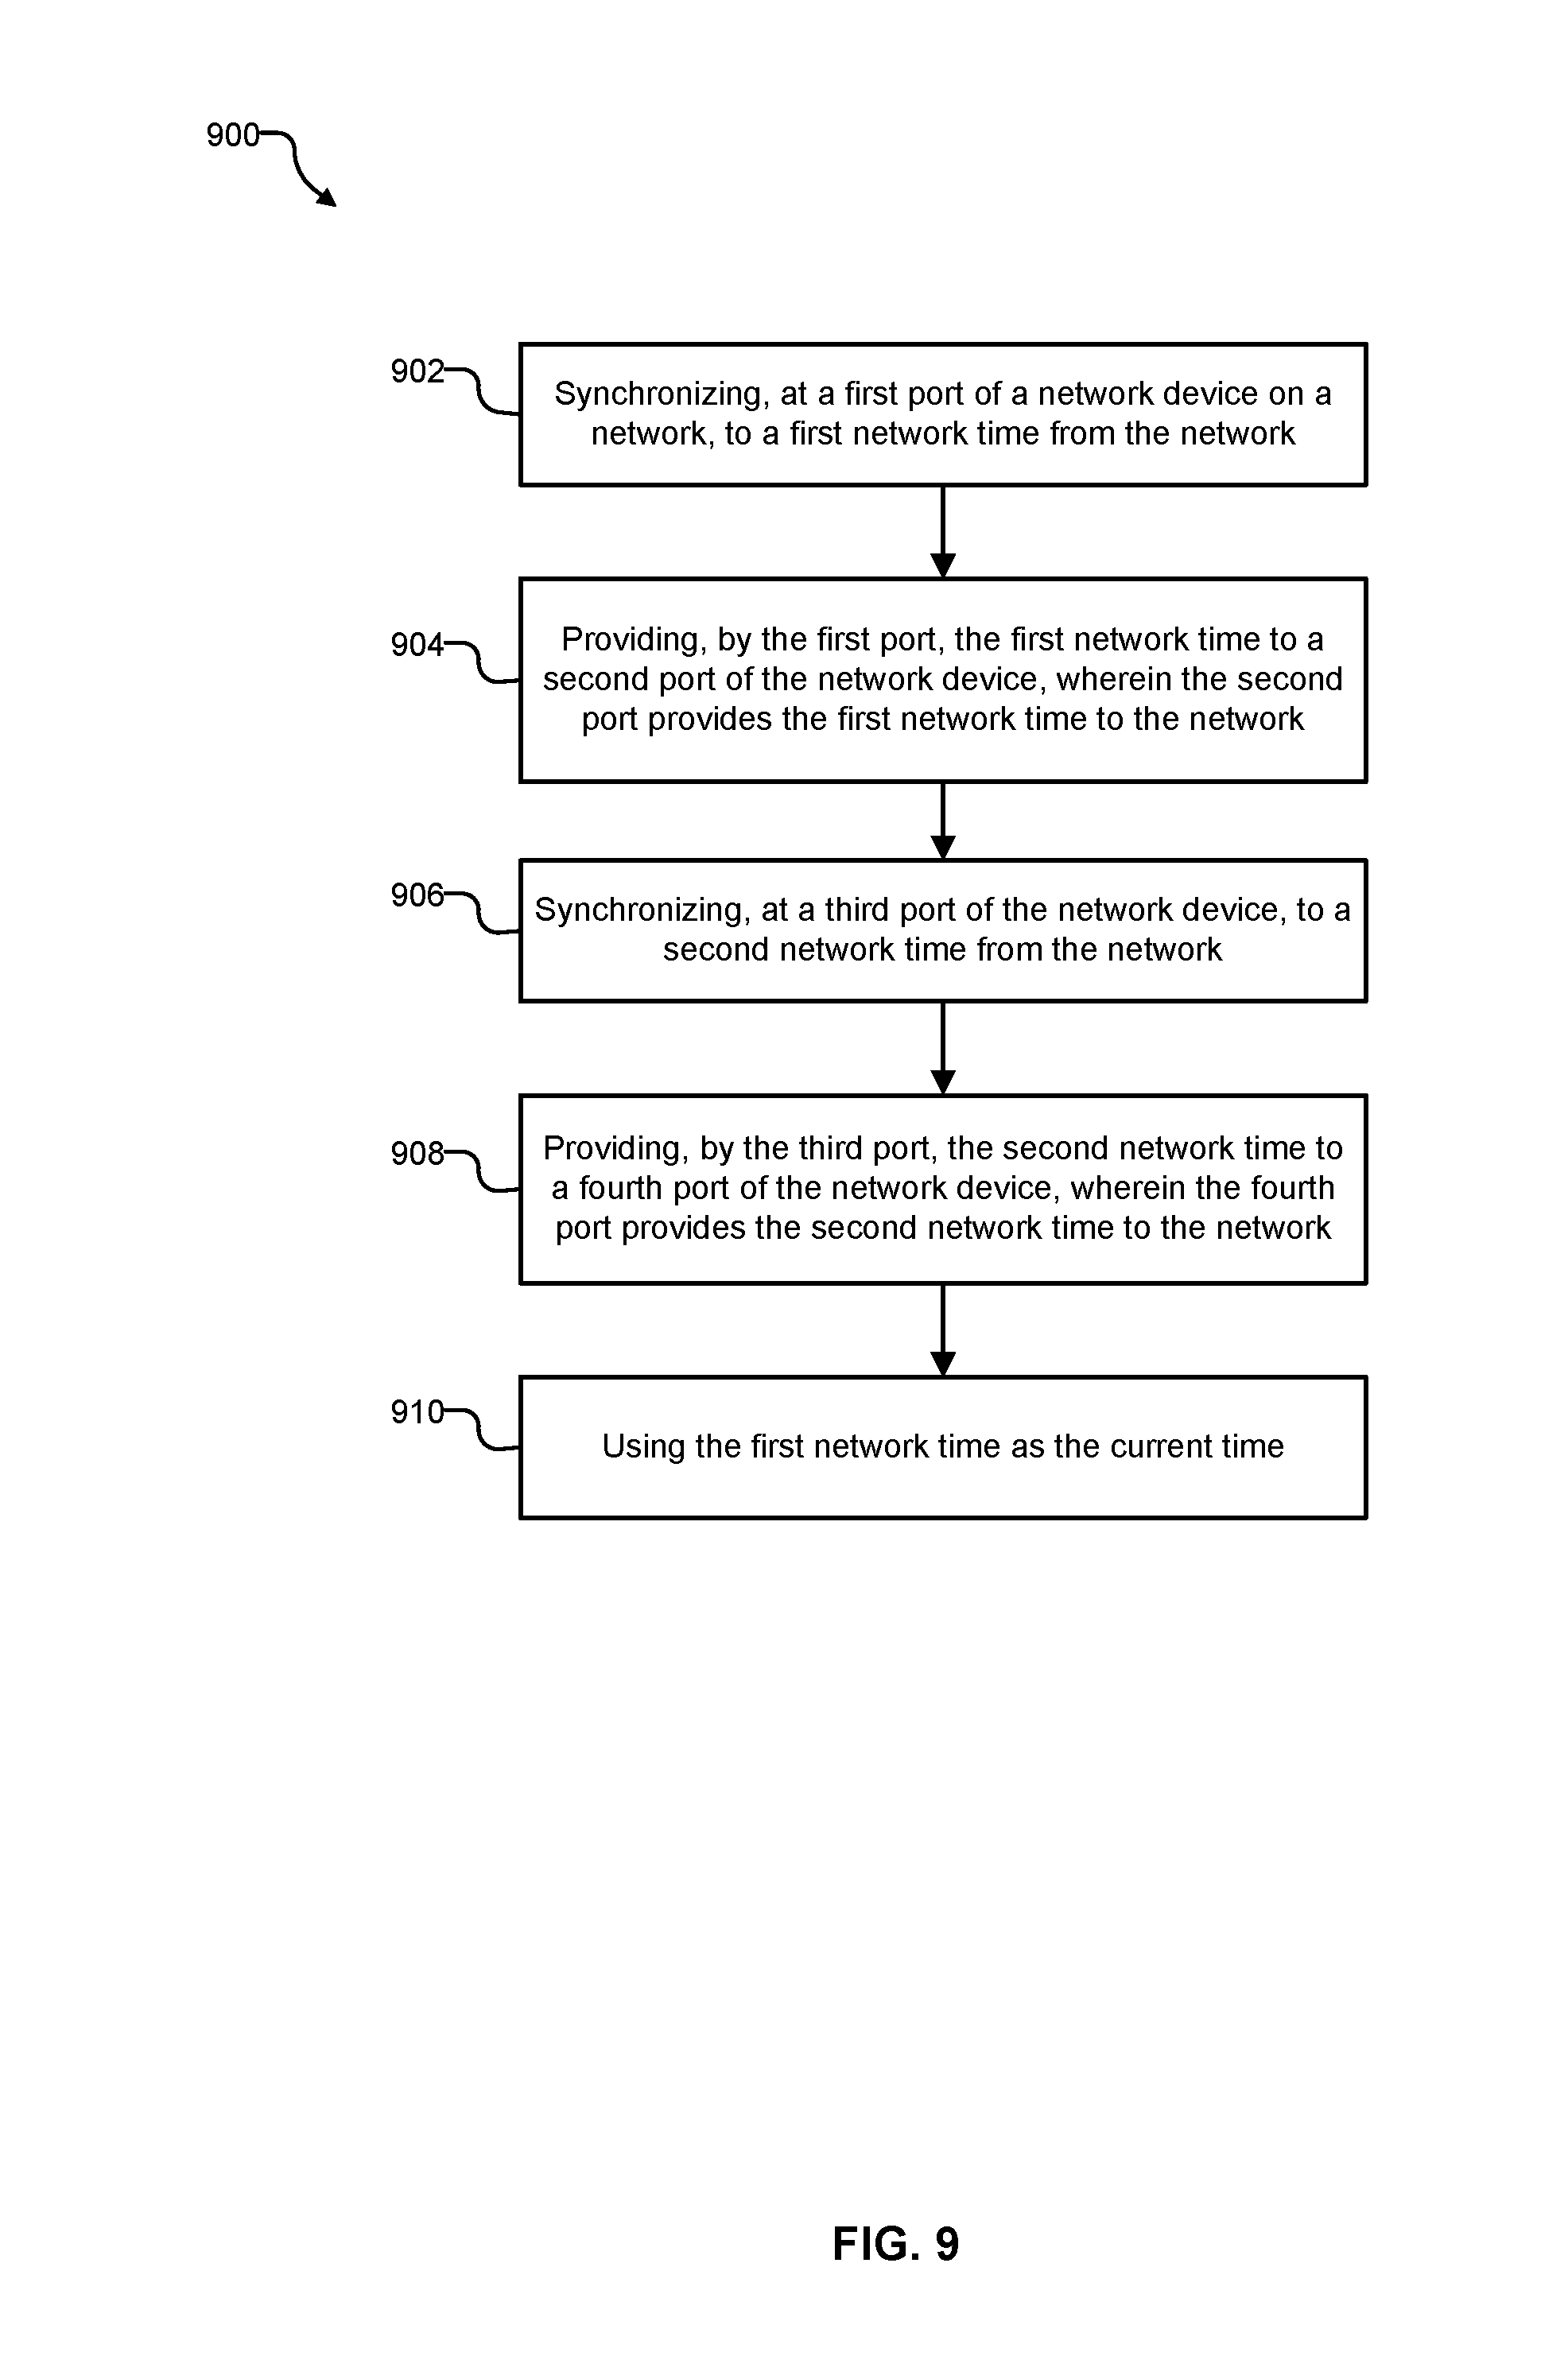 900
902
Synchronizing, at a first port of a network device on a
network, to a first network time from the network
904
Providing, by the first port, the first network time to a
second port of the network device, wherein the second
port provides the first network time to the network
906
Synchronizing, at a third port of the network device, to a
second network time from the network
908
Providing, by the third port, the second network time to
a fourth port of the network device, wherein the fourth
port provides the second network time to the network
910
Using the first network time as the current time
FIG. 9